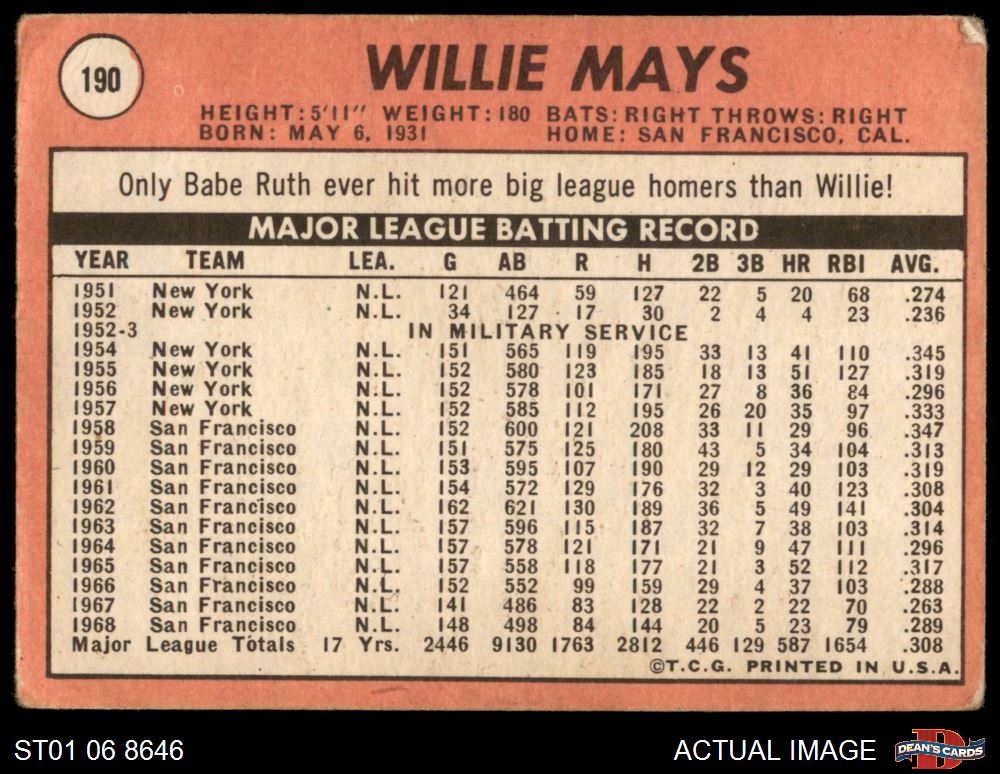 190
WILLIE MAYS
HEIGHT: 5'11" WEIGHT: 180 BATS: RIGHT THROWS: RIGHT
BORN: MAY 6, 1931 HOME: SAN FRANCISCO, CAL.
Only Babe Ruth ever hit more big league homers than Willie!
MAJOR LEAGUE BATTING RECORD
YEAR TEAM LEA. G AB R H 2B 3B HR RBI AVG.
1951 New York N.L. 121 464 59 127 22 5 20 68 .274
1952 New York N.L. 34 127 17 30 2 4 4 23 .236
1952-3 IN MILITARY SERVICE
1954 New York N.L. 151 565 119 195 33 13 41 110 .345
1955 New York N.L. 152 580 123 185 18 13 51 127 .319
1956 New York N.L. 152 578 101 171 27 8 36 84 .296
1957 New York N.L. 152 585 112 195 26 20 35 97 .333
1958 San Francisco N.L. 152 600 121 208 33 11 29 96 .347
1959 San Francisco N.L. 151 575 125 180 43 5 34 104 .313
1960 San Francisco N.L. 153 595 107 190 29 12 29 103 .319
1961 San Francisco N.L. 154 572 129 176 32 3 40 123 .308
1962 San Francisco N.L. 162 621 130 189 36 5 49 141 .304
1963 San Francisco N.L. 157 596 115 187 32 7 38 103 .314
1964 San Francisco N.L. 157 578 121 171 21 9 47 111 .296
1965 San Francisco N.L. 157 558 118 177 21 3 52 112 .317
1966 San Francisco N.L. 152 552 99 159 29 4 37 103 .288
1967 San Francisco N.L. 141 486 83 128 22 2 22 70 .263
1968 San Francisco N.L. 148 498 84 144 20 5 23 79 .289
Major League Totals 17 Yrs. 2446 9130 1763 2812 446 129 587 1654 .308
©T.C.G. PRINTED IN U.S.A.
ST01 06 8646 ACTUAL IMAGE DEAN'S CARDS